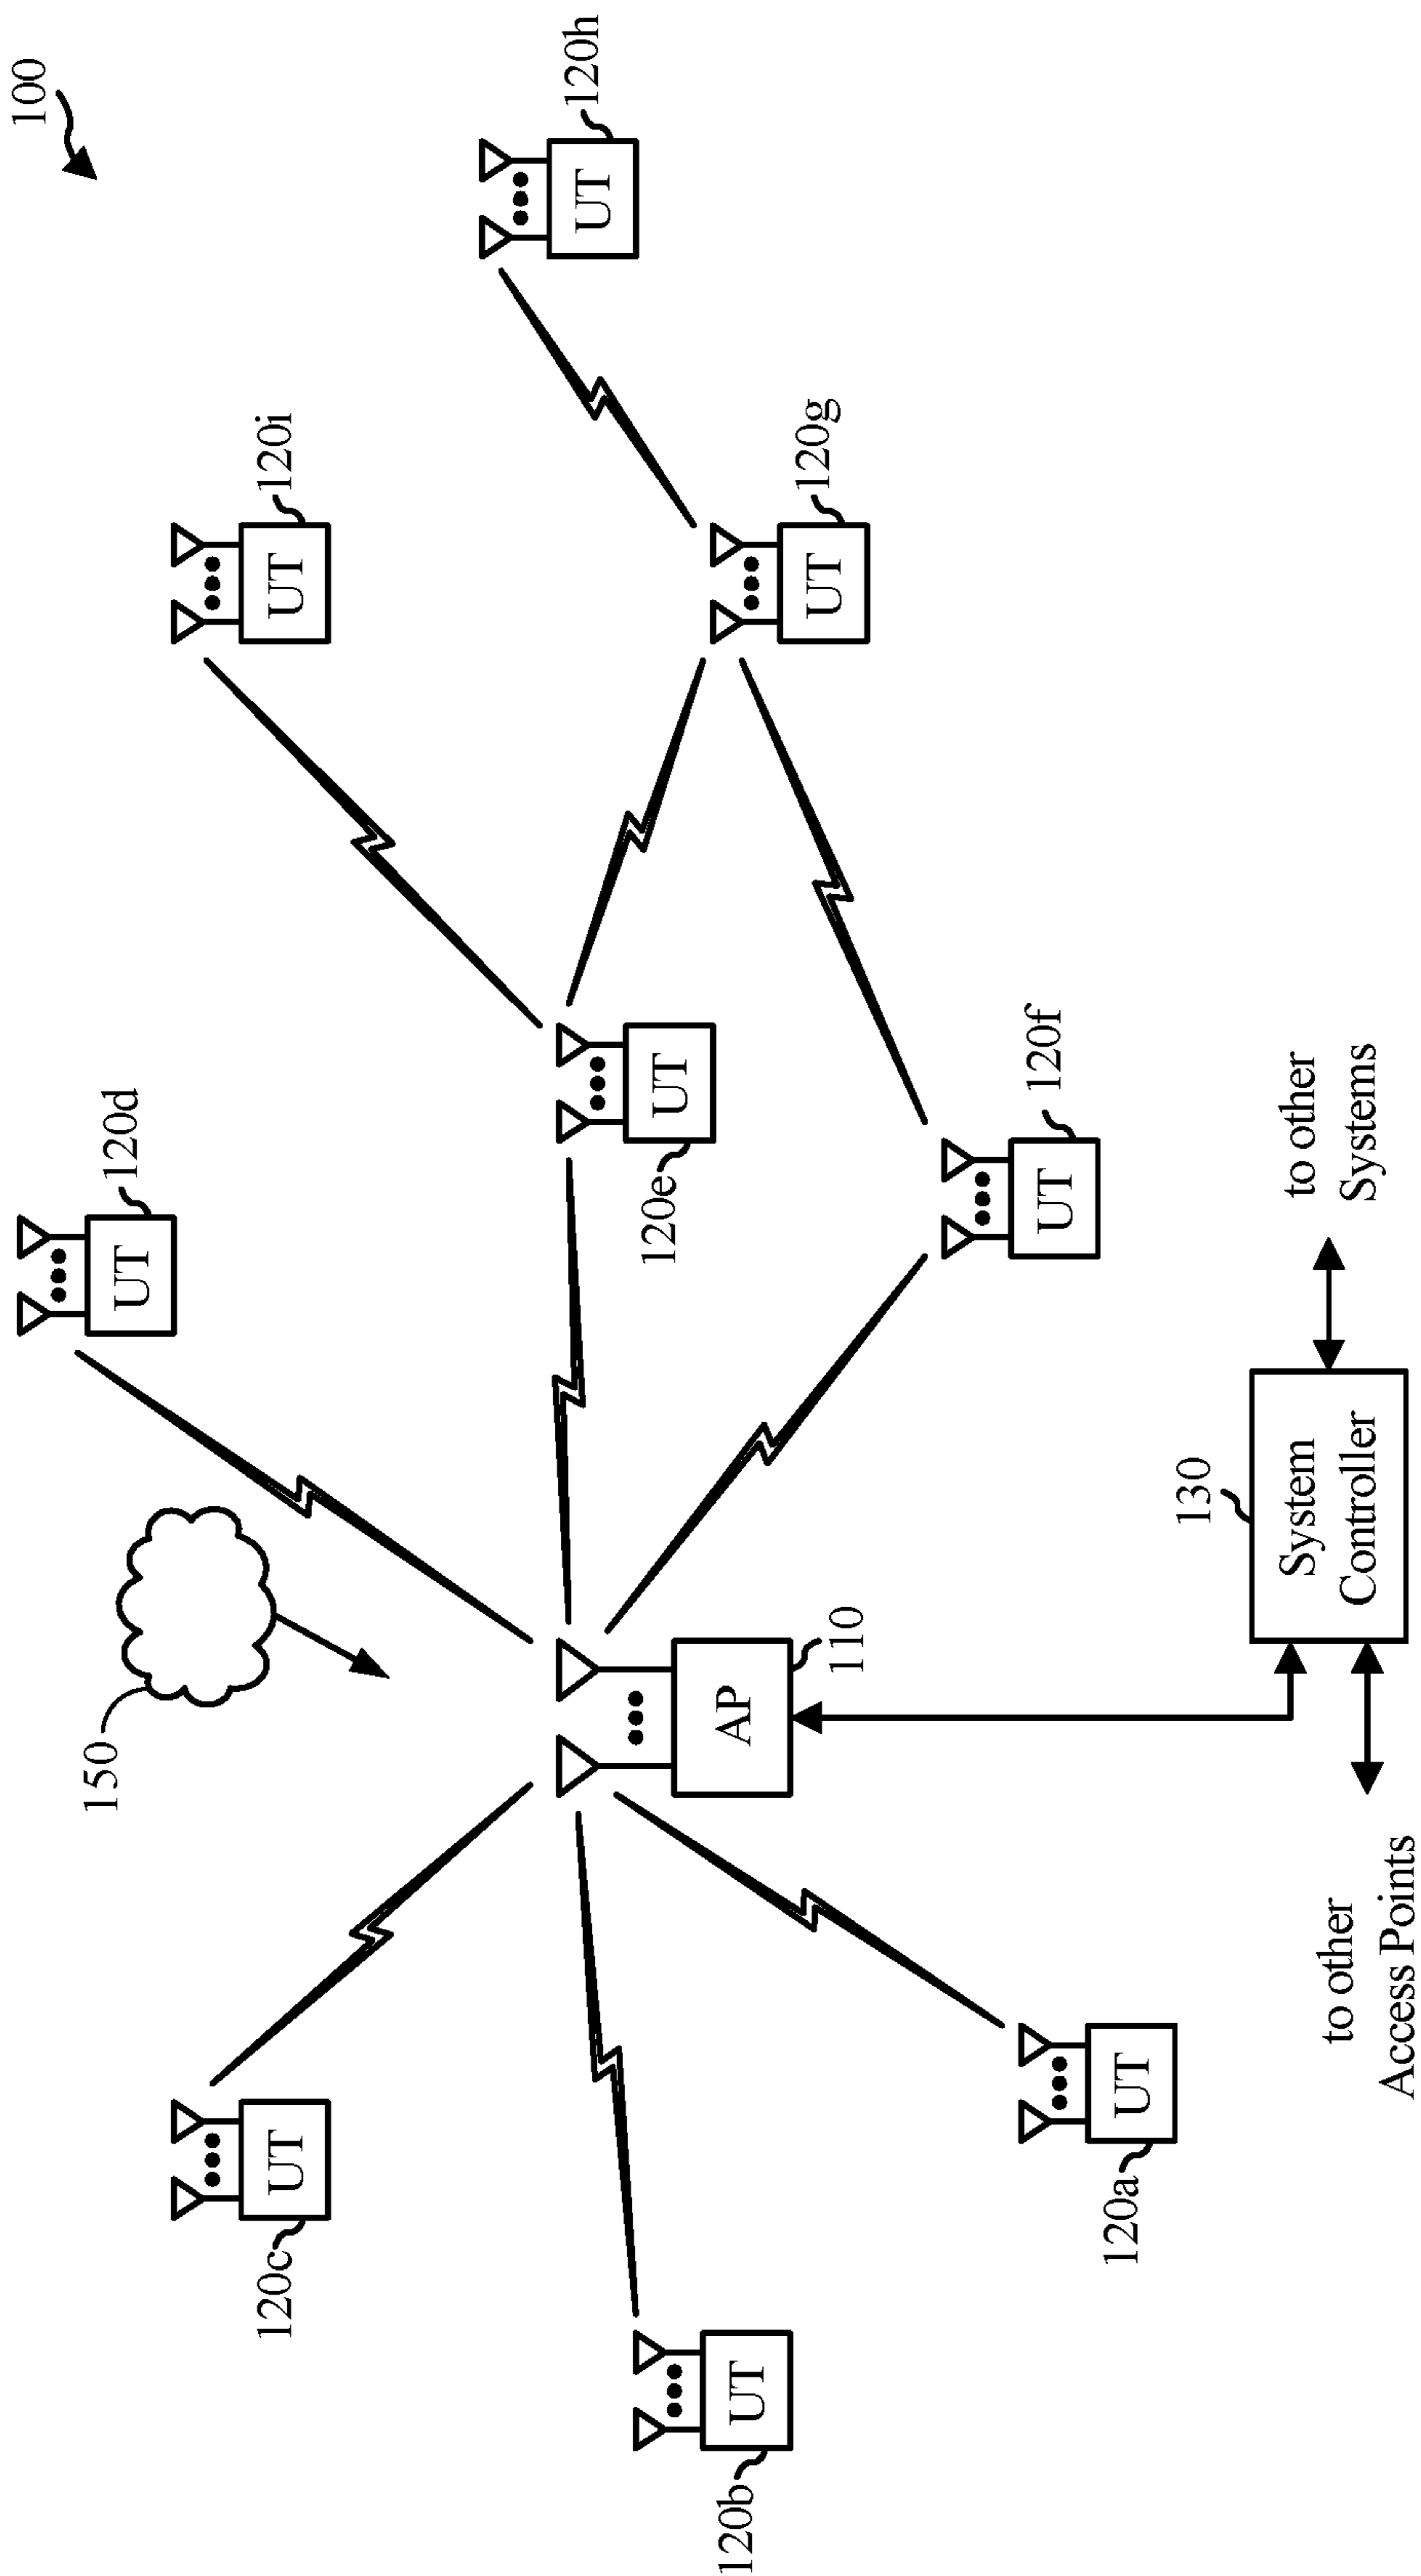 100
120d
UT
150
120i
UT
UT
120c
120h
UT
UT
120e
AP
110
UT
120b
UT
120g
UT
120f
UT
120a
130
System
Controller
to other
Systems
to other
Access Points